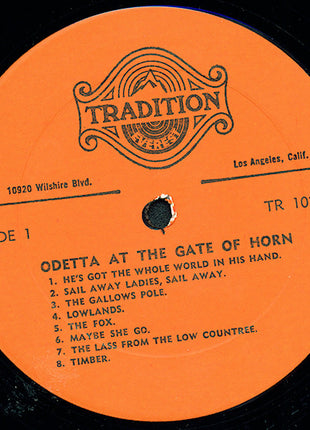 TRADITION
EVEREST
10920 Wilshire Blvd.
Los Angeles, Calif.
DE 1
TR 10
ODETTA AT THE GATE OF HORN
1. HE'S GOT THE WHOLE WORLD IN HIS HAND.
2. SAIL AWAY LADIES, SAIL AWAY.
3. THE GALLOWS POLE.
4. LOWLANDS.
5. THE FOX.
6. MAYBE SHE GO.
7. THE LASS FROM THE LOW COUNTREE.
8. TIMBER.